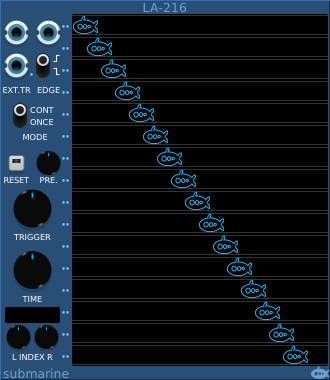 LA-216
EXT.TR EDGE
CONT
ONCE
MODE
RESET PRE.
TRIGGER
TIME
L INDEX R
submarine